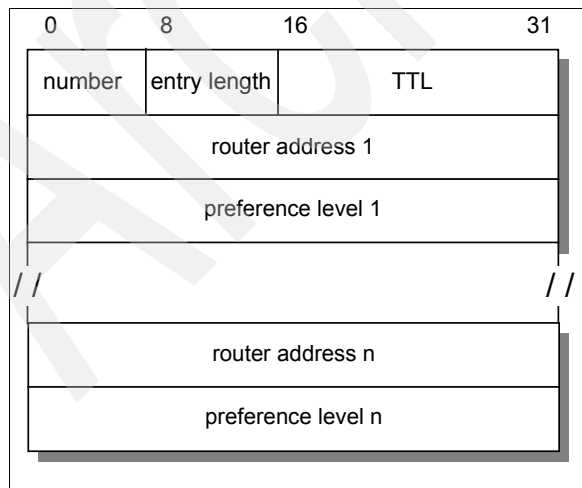 0 8 16 31
number entry length TTL
router address 1
preference level 1
// //
router address n
preference level n